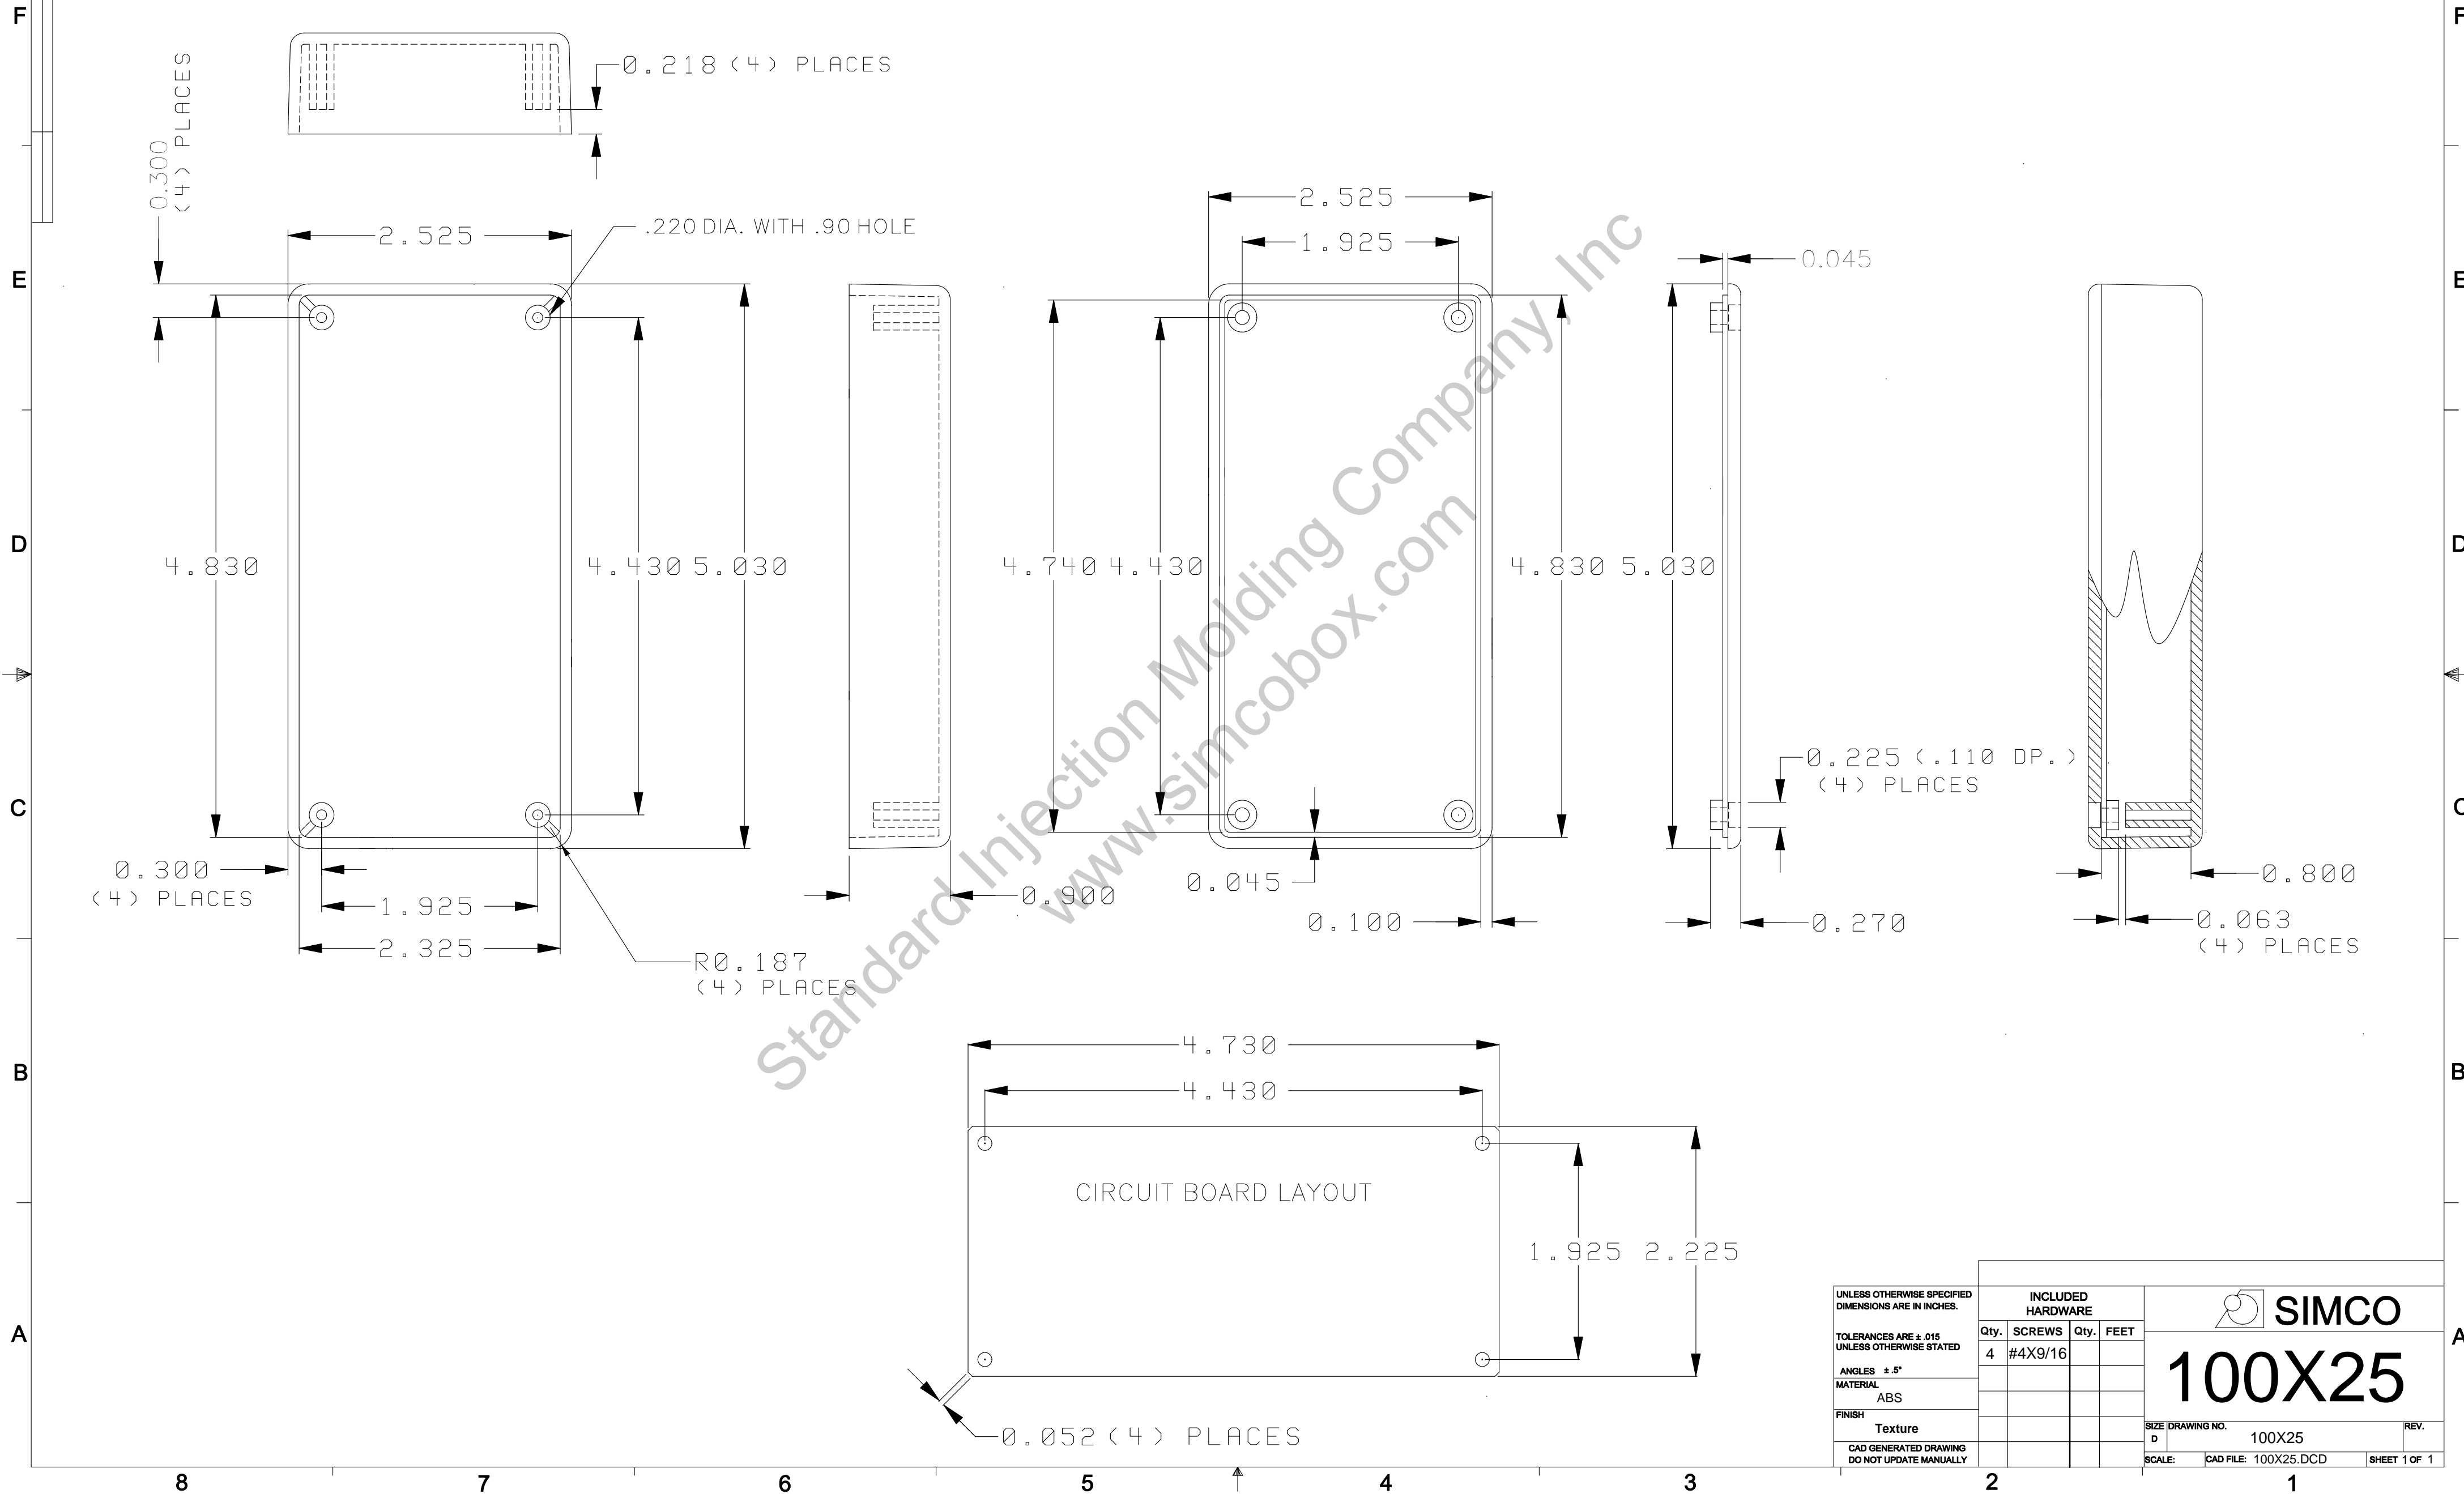 F
F
0.218 (4) PLACES
0.300
(4) PLACES
2.525
.220 DIA. WITH .90 HOLE
2.525
1.925
0.045
E
E
4.830
4.430
5.030
4.740
4.430
4.830
5.030
D
D
0.225 (.110 DP.)
(4) PLACES
C
C
0.300
(4) PLACES
1.925
2.325
R0.187
(4) PLACES
0.900
0.045
0.100
0.270
0.800
0.063
(4) PLACES
Standard Injection Molding Company, Inc
www.simcobox.com
4.730
4.430
B
B
CIRCUIT BOARD LAYOUT
1.925
2.225
0.052 (4) PLACES
A
A
UNLESS OTHERWISE SPECIFIED
DIMENSIONS ARE IN INCHES.
TOLERANCES ARE ± .015
UNLESS OTHERWISE STATED
ANGLES ± .5°
MATERIAL
ABS
FINISH
Texture
CAD GENERATED DRAWING
DO NOT UPDATE MANUALLY
INCLUDED
HARDWARE
Qty. SCREWS Qty. FEET
4 #4X9/16
SIMCO
100X25
SIZE DRAWING NO. REV.
D 100X25
SCALE: CAD FILE: 100X25.DCD SHEET 1 OF 1
8 7 6 5 4 3 2 1